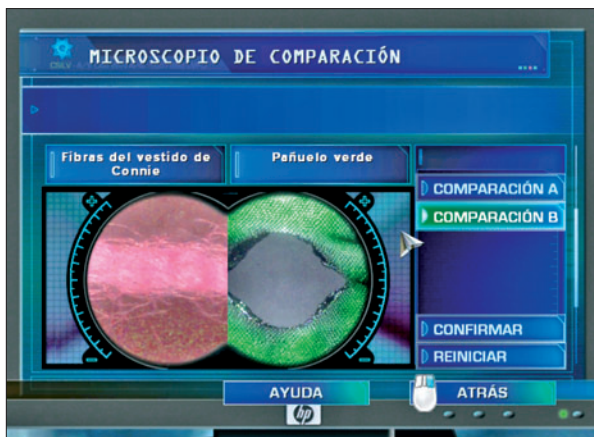 MICROSCOPIO DE COMPARACIÓN
Fibras del vestido de
Connie
Pañuelo verde
COMPARACIÓN A
COMPARACIÓN B
CONFIRMAR
REINICIAR
AYUDA
ATRÁS
hp